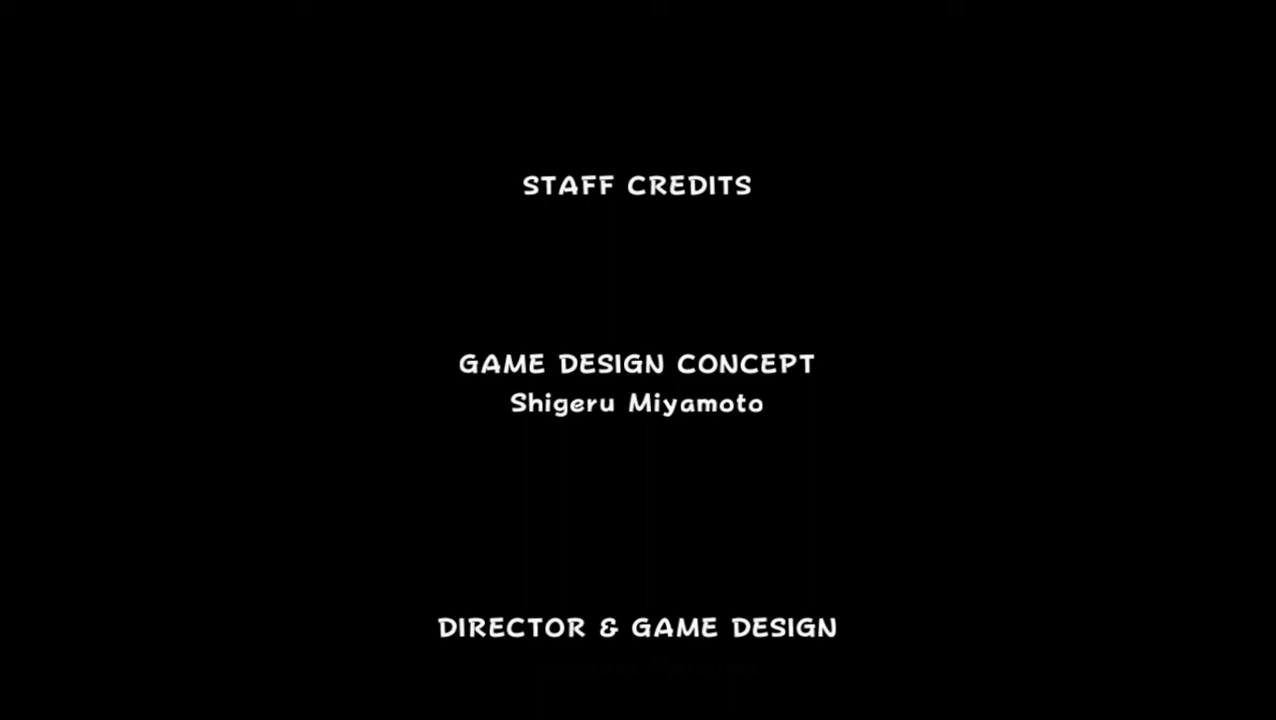 STAFF CREDITS
GAME DESIGN CONCEPT
Shigeru Miyamoto
DIRECTOR & GAME DESIGN